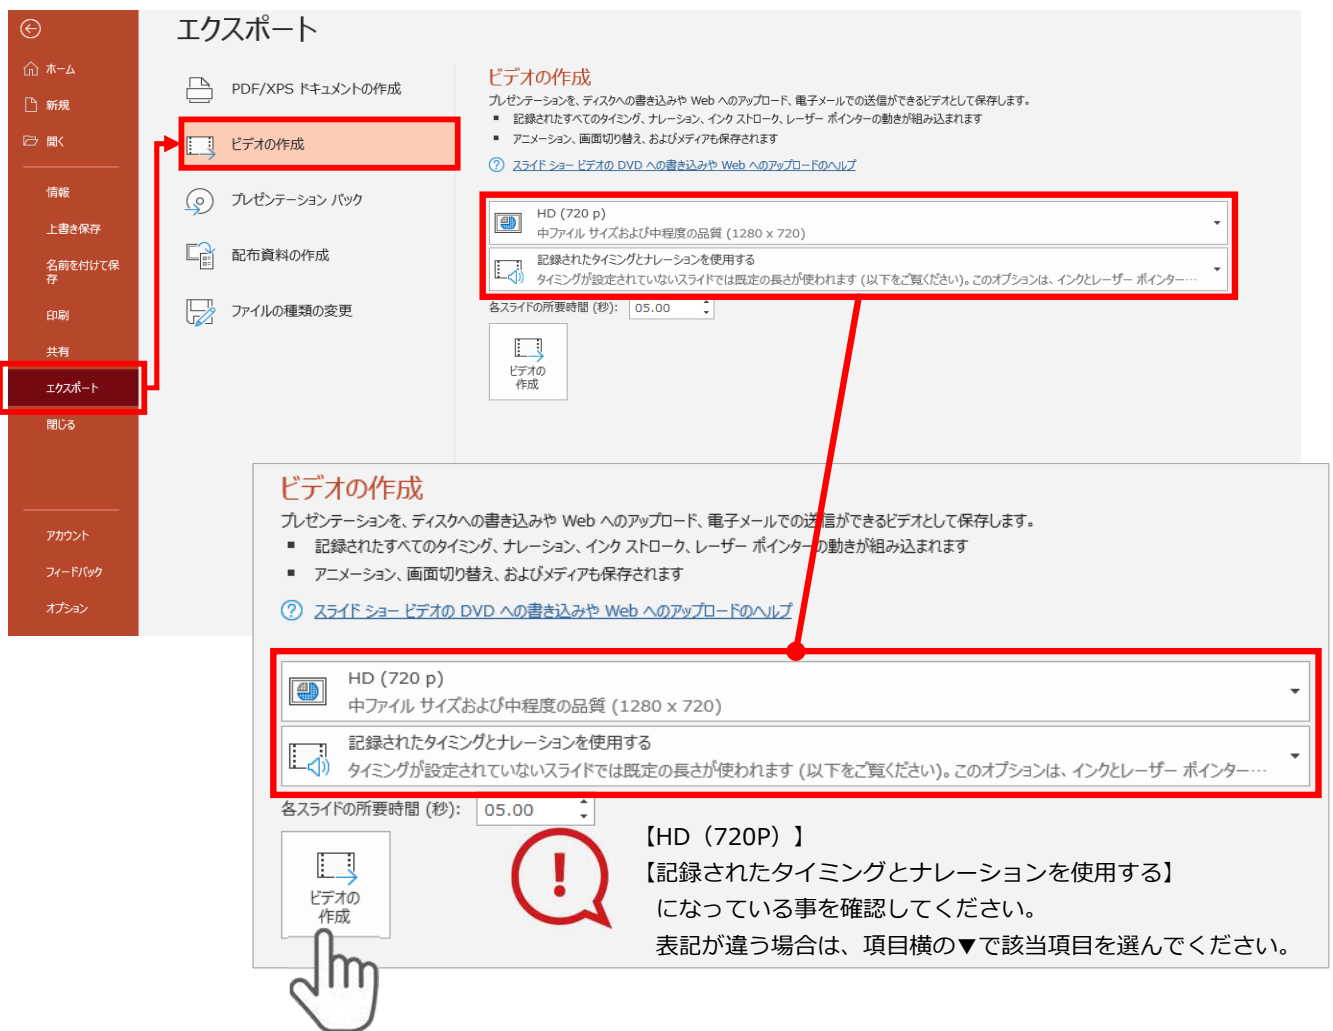 エクスポート
ホーム
新規
開く
情報
上書き保存
名前を付けて保
存
印刷
共有
エクスポート
閉じる
アカウント
フィードバック
オプション
PDF/XPS ドキュメントの作成
ビデオの作成
プレゼンテーション パック
配布資料の作成
ファイルの種類の変更
ビデオの作成
プレゼンテーションを、ディスクへの書き込みや Web へのアップロード、電子メールでの送信ができるビデオとして保存します。
■ 記録されたすべてのタイミング、ナレーション、インク ストローク、レーザー ポインターの動きが組み込まれます
■ アニメーション、画面切り替え、およびメディアも保存されます
? スライド ショー ビデオの DVD への書き込みや Web へのアップロードのヘルプ
HD (720 p)
中ファイル サイズおよび中程度の品質 (1280 x 720)
記録されたタイミングとナレーションを使用する
タイミングが設定されていないスライドでは既定の長さが使われます (以下をご覧ください)。このオプションは、インクとレーザー ポインター…
各スライドの所要時間 (秒): 05.00
ビデオの
作成
ビデオの作成
プレゼンテーションを、ディスクへの書き込みや Web へのアップロード、電子メールでの送信ができるビデオとして保存します。
■ 記録されたすべてのタイミング、ナレーション、インク ストローク、レーザー ポインターの動きが組み込まれます
■ アニメーション、画面切り替え、およびメディアも保存されます
? スライド ショー ビデオの DVD への書き込みや Web へのアップロードのヘルプ
HD (720 p)
中ファイル サイズおよび中程度の品質 (1280 x 720)
記録されたタイミングとナレーションを使用する
タイミングが設定されていないスライドでは既定の長さが使われます (以下をご覧ください)。このオプションは、インクとレーザー ポインター…
各スライドの所要時間 (秒): 05.00
ビデオの
作成
!
【HD（720P）】
【記録されたタイミングとナレーションを使用する】
になっている事を確認してください。
表記が違う場合は、項目横の▼で該当項目を選んでください。